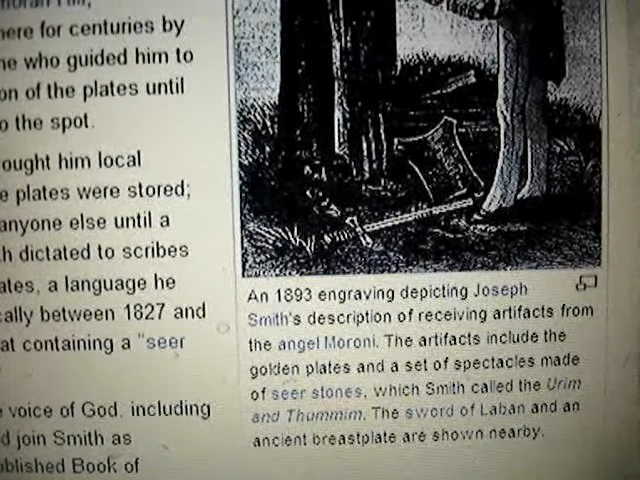 here for centuries by
who guided him to
on of the plates until
o the spot.
ought him local
e plates were stored;
anyone else until a
h dictated to scribes
ates, a language he
cally between 1827 and
at containing a "seer
voice of God, including
d join Smith as
ublished Book of
An 1893 engraving depicting Joseph
Smith's description of receiving artifacts from
the angel Moroni. The artifacts include the
golden plates and a set of spectacles made
of seer stones, which Smith called the Urim
and Thummim. The sword of Laban and an
ancient breastplate are shown nearby.